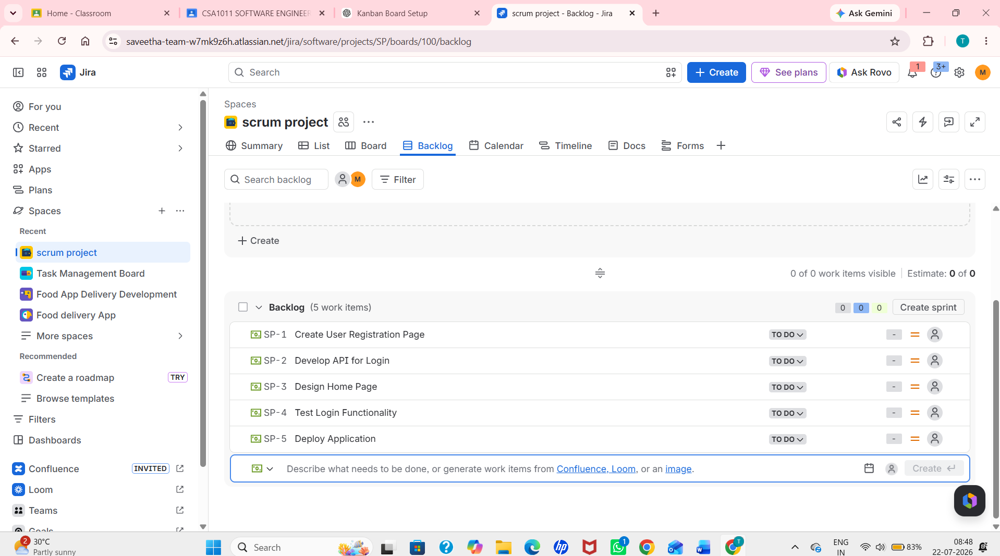 Home - Classroom
CSA1011 SOFTWARE ENGINEER
Kanban Board Setup
scrum project - Backlog - Jira
Ask Gemini
saveetha-team-w7mk9z6h.atlassian.net/jira/software/projects/SP/boards/100/backlog
T
Jira
Search
Create
See plans
Ask Rovo
1
3+
M
For you
Recent
Starred
Apps
Plans
Spaces
Recent
scrum project
Task Management Board
Food App Delivery Development
Food delivery App
More spaces
Recommended
Create a roadmap TRY
Browse templates
Filters
Dashboards
Confluence INVITED
Loom
Teams
Goals
Spaces
scrum project
Summary List Board Backlog Calendar Timeline Docs Forms
Search backlog M Filter
Create
0 of 0 work items visible Estimate: 0 of 0
Backlog (5 work items) 0 0 0 Create sprint
SP-1 Create User Registration Page TO DO -
SP-2 Develop API for Login TO DO -
SP-3 Design Home Page TO DO -
SP-4 Test Login Functionality TO DO -
SP-5 Deploy Application TO DO -
Describe what needs to be done, or generate work items from Confluence, Loom, or an image. Create
2
30°C
Partly sunny
Search
1
T
ENG
IN
83%
08:48
22-07-2026